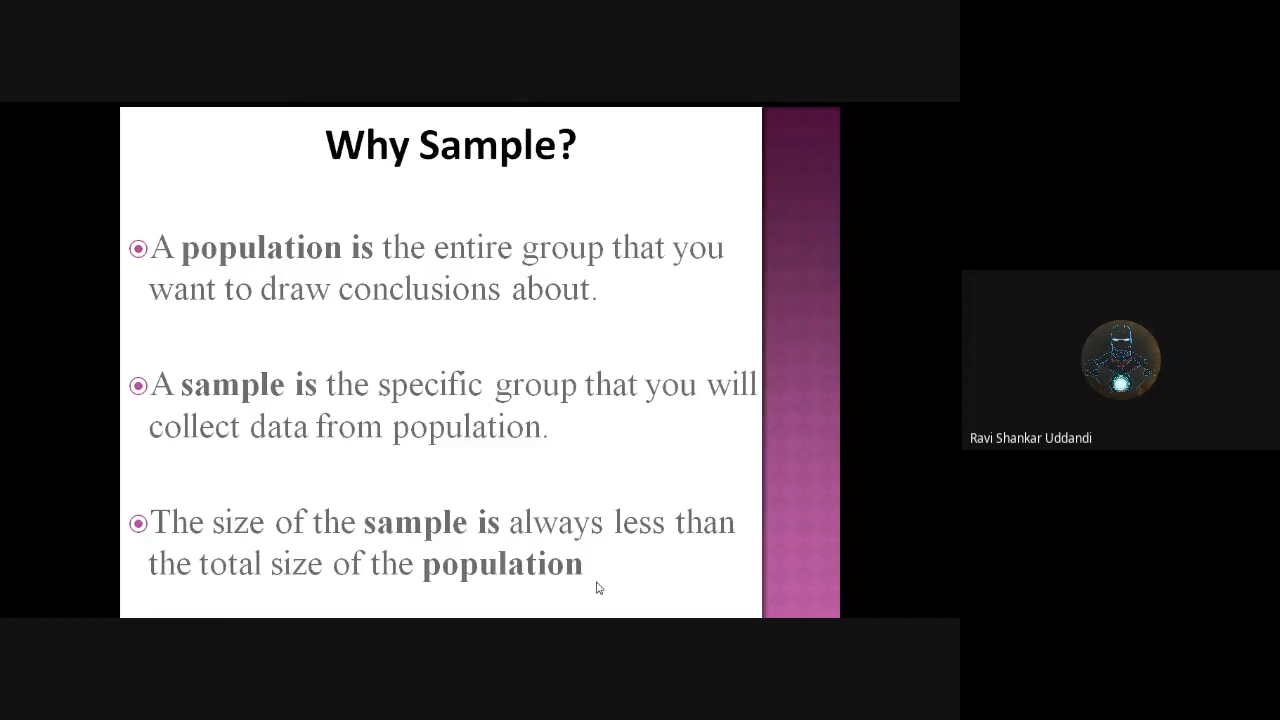 Why Sample?
A population is the entire group that you
want to draw conclusions about.
A sample is the specific group that you will
collect data from population.
The size of the sample is always less than
the total size of the population
Ravi Shankar Uddandi